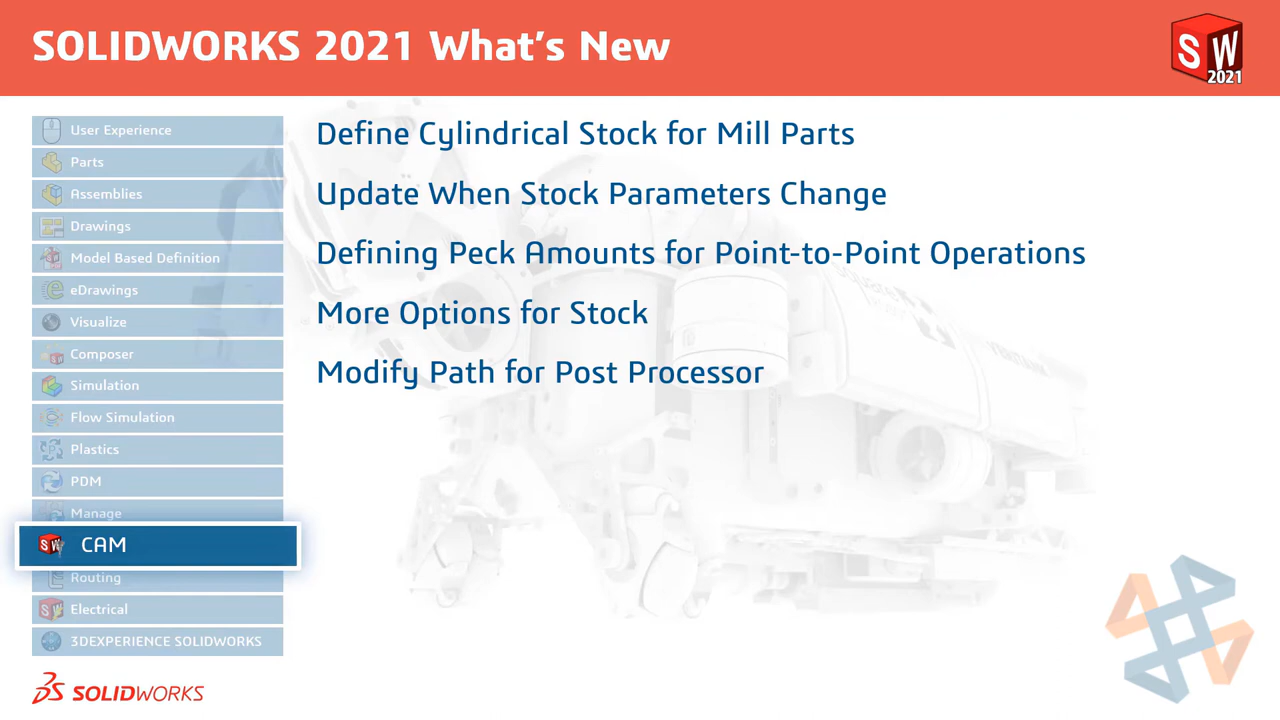 SOLIDWORKS 2021 What's New
SW
2021
User Experience
Parts
Assemblies
Drawings
Model Based Definition
eDrawings
Visualize
Composer
Simulation
Flow Simulation
Plastics
PDM
Manage
CAM
Routing
Electrical
3DEXPERIENCE SOLIDWORKS
Define Cylindrical Stock for Mill Parts
Update When Stock Parameters Change
Defining Peck Amounts for Point-to-Point Operations
More Options for Stock
Modify Path for Post Processor
SOLIDWORKS